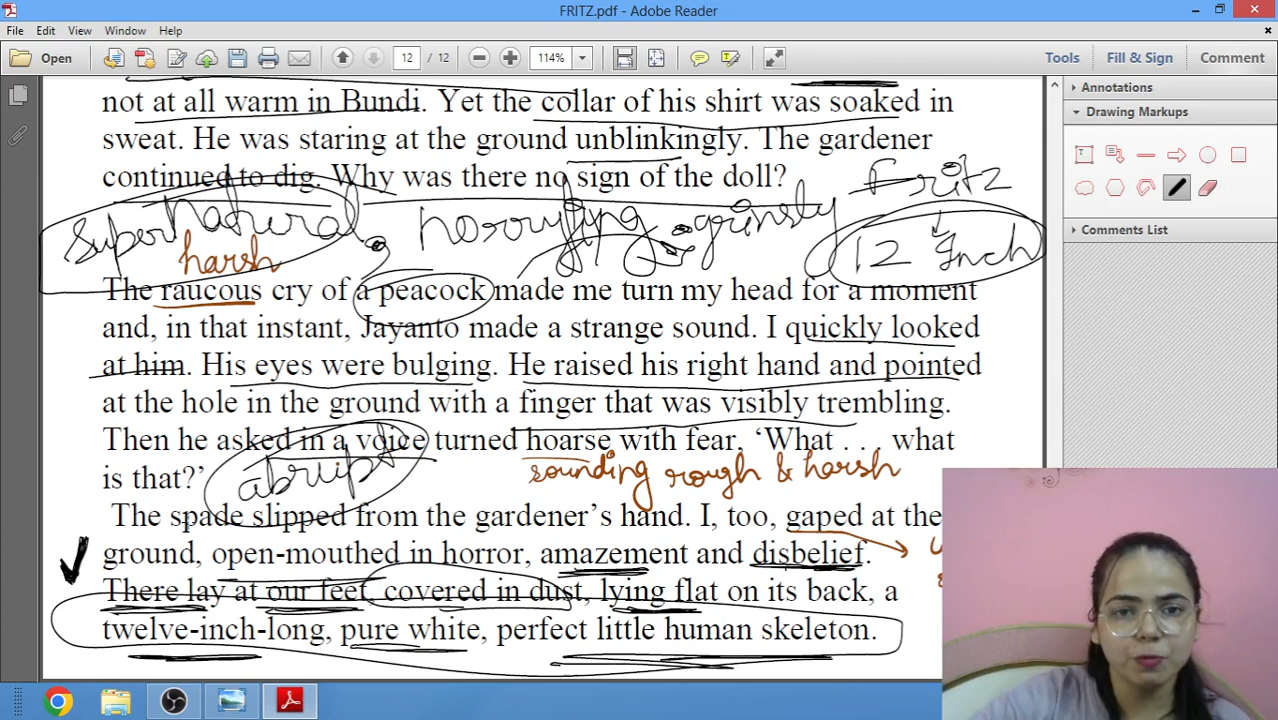 FRITZ.pdf - Adobe Reader
File Edit View Window Help
Open 12 / 12 114% Tools Fill & Sign Comment
Annotations
Drawing Markups
Comments List
not at all warm in Bundi. Yet the collar of his shirt was soaked in
sweat. He was staring at the ground unblinkingly. The gardener
continued to dig. Why was there no sign of the doll?
Fritz
Supernatural horrifying
12 Inch
harsh
The raucous cry of a peacock made me turn my head for a moment
and, in that instant, Jayanto made a strange sound. I quickly looked
at him. His eyes were bulging. He raised his right hand and pointed
at the hole in the ground with a finger that was visibly trembling.
Then he asked in a voice turned hoarse with fear, ‘What . . . what
is that?’
abrupt
sounding rough & harsh
The spade slipped from the gardener’s hand. I, too, gaped at the
ground, open-mouthed in horror, amazement and disbelief.
There lay at our feet, covered in dust, lying flat on its back, a
twelve-inch-long, pure white, perfect little human skeleton.